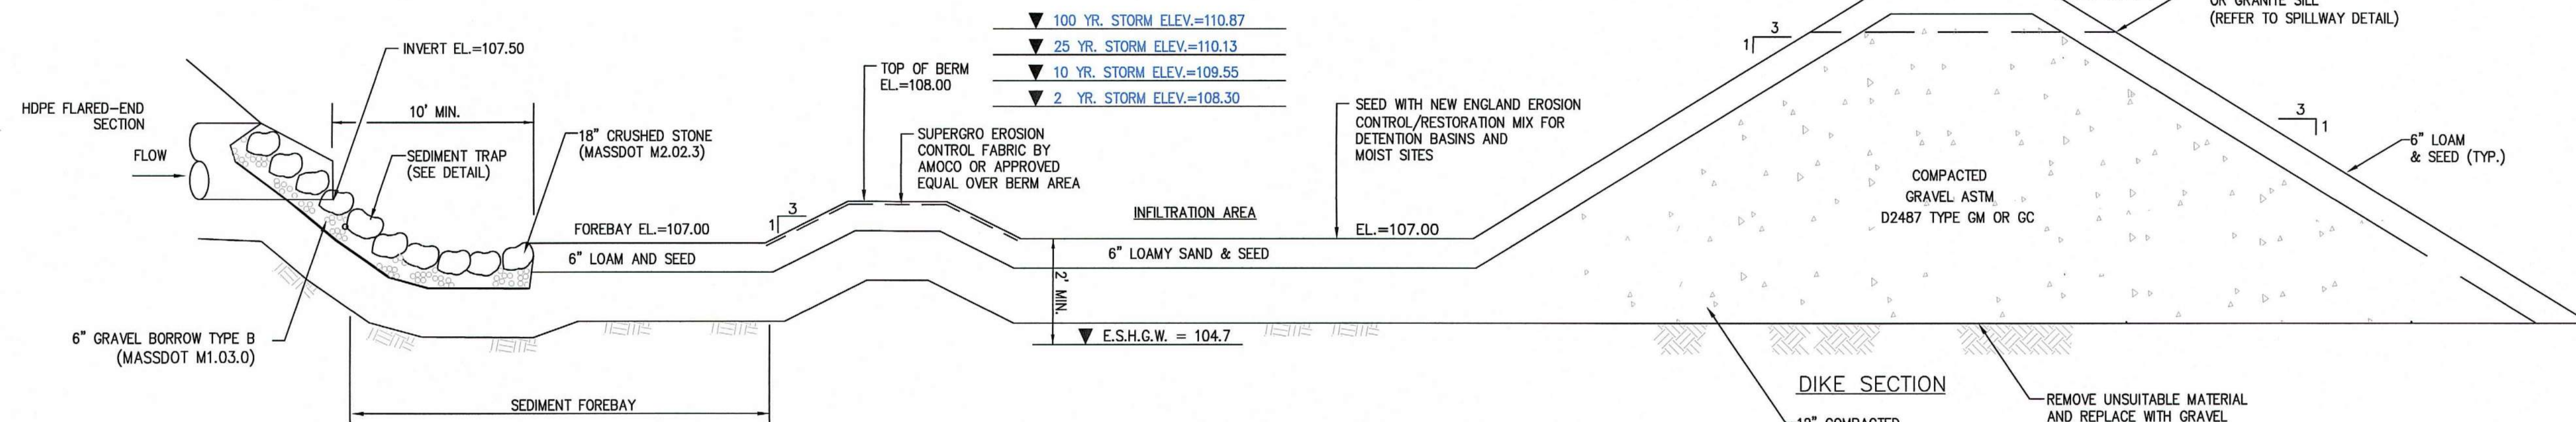 100 YR. STORM ELEV.=110.87
25 YR. STORM ELEV.=110.13
10 YR. STORM ELEV.=109.55
2 YR. STORM ELEV.=108.30
OR GRANITE SILL
(REFER TO SPILLWAY DETAIL)
INVERT EL.=107.50
TOP OF BERM
EL.=108.00
HDPE FLARED-END
SECTION
10' MIN.
FLOW
18" CRUSHED STONE
(MASSDOT M2.02.3)
SEDIMENT TRAP
(SEE DETAIL)
SUPERGRO EROSION
CONTROL FABRIC BY
AMOCO OR APPROVED
EQUAL OVER BERM AREA
SEED WITH NEW ENGLAND EROSION
CONTROL/RESTORATION MIX FOR
DETENTION BASINS AND
MOIST SITES
3
1
3
1
6" LOAM
& SEED (TYP.)
COMPACTED
GRAVEL ASTM
D2487 TYPE GM OR GC
3
1
INFILTRATION AREA
FOREBAY EL.=107.00
EL.=107.00
6" LOAM AND SEED
6" LOAMY SAND & SEED
2' MIN.
E.S.H.G.W. = 104.7
6" GRAVEL BORROW TYPE B
(MASSDOT M1.03.0)
SEDIMENT FOREBAY
DIKE SECTION
REMOVE UNSUITABLE MATERIAL
AND REPLACE WITH GRAVEL
12" COMPACTED